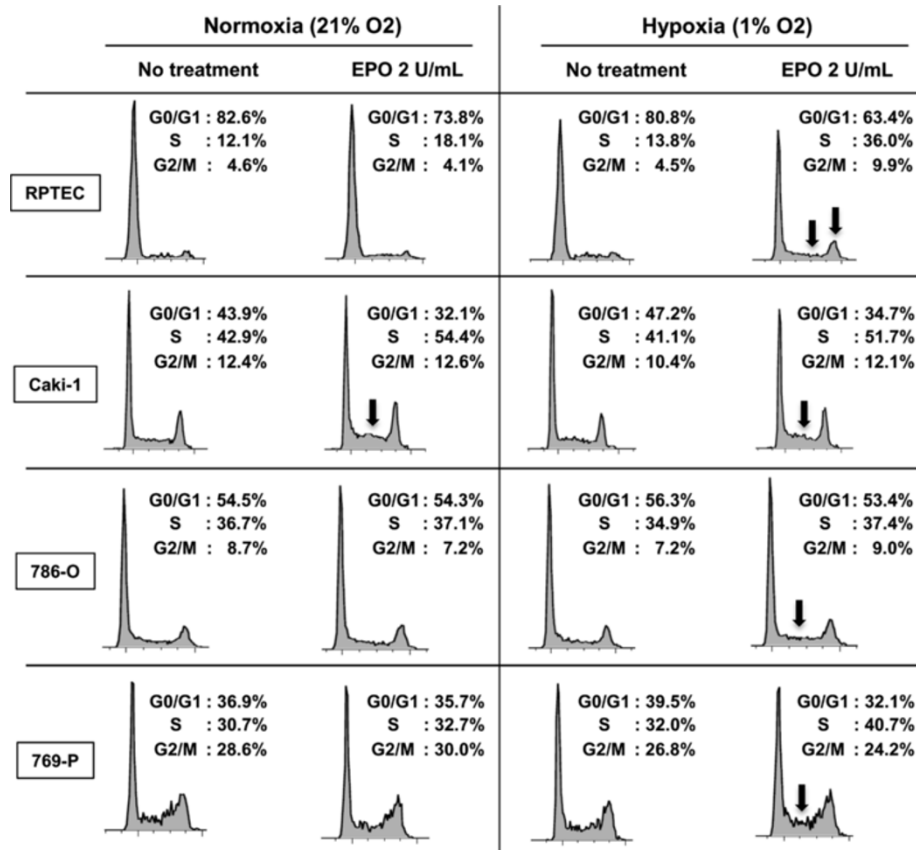 Normoxia (21% O2) Hypoxia (1% O2)
No treatment EPO 2 U/mL No treatment EPO 2 U/mL
RPTEC
G0/G1 : 82.6% G0/G1 : 73.8% G0/G1 : 80.8% G0/G1 : 63.4%
S : 12.1% S : 18.1% S : 13.8% S : 36.0%
G2/M : 4.6% G2/M : 4.1% G2/M : 4.5% G2/M : 9.9%
Caki-1
G0/G1 : 43.9% G0/G1 : 32.1% G0/G1 : 47.2% G0/G1 : 34.7%
S : 42.9% S : 54.4% S : 41.1% S : 51.7%
G2/M : 12.4% G2/M : 12.6% G2/M : 10.4% G2/M : 12.1%
786-O
G0/G1 : 54.5% G0/G1 : 54.3% G0/G1 : 56.3% G0/G1 : 53.4%
S : 36.7% S : 37.1% S : 34.9% S : 37.4%
G2/M : 8.7% G2/M : 7.2% G2/M : 7.2% G2/M : 9.0%
769-P
G0/G1 : 36.9% G0/G1 : 35.7% G0/G1 : 39.5% G0/G1 : 32.1%
S : 30.7% S : 32.7% S : 32.0% S : 40.7%
G2/M : 28.6% G2/M : 30.0% G2/M : 26.8% G2/M : 24.2%